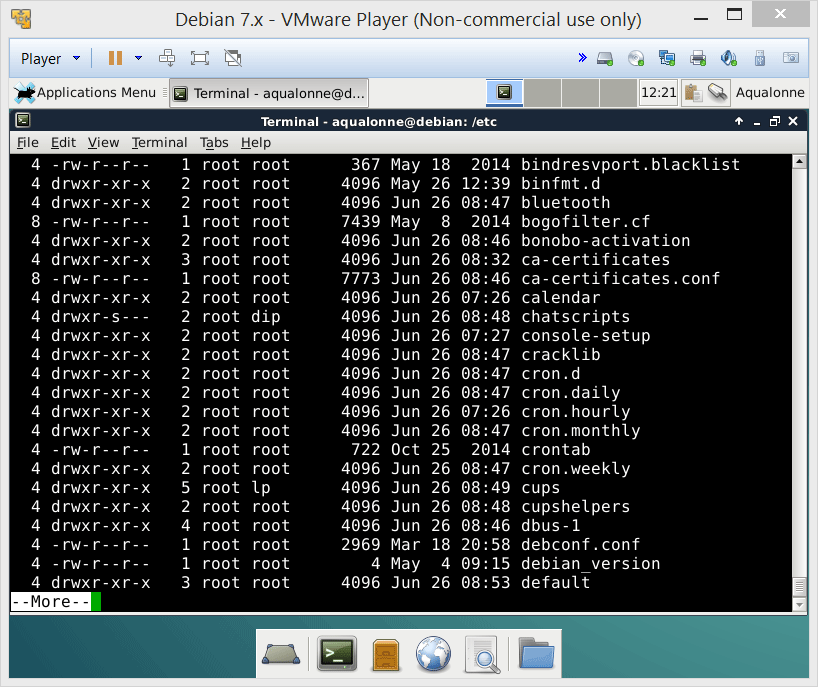 Debian 7.x - VMware Player (Non-commercial use only)
Player
Applications Menu
Terminal - aqualonne@d...
12:21
Aqualonne
Terminal - aqualonne@debian: /etc
File Edit View Terminal Tabs Help
4 -rw-r--r-- 1 root root 367 May 18 2014 bindresvport.blacklist
4 drwxr-xr-x 2 root root 4096 May 26 12:39 binfmt.d
4 drwxr-xr-x 2 root root 4096 Jun 26 08:47 bluetooth
8 -rw-r--r-- 1 root root 7439 May 8 2014 bogofilter.cf
4 drwxr-xr-x 2 root root 4096 Jun 26 08:46 bonobo-activation
4 drwxr-xr-x 3 root root 4096 Jun 26 08:32 ca-certificates
8 -rw-r--r-- 1 root root 7773 Jun 26 08:46 ca-certificates.conf
4 drwxr-xr-x 2 root root 4096 Jun 26 07:26 calendar
4 drwxr-s--- 2 root dip 4096 Jun 26 08:48 chatscripts
4 drwxr-xr-x 2 root root 4096 Jun 26 07:27 console-setup
4 drwxr-xr-x 2 root root 4096 Jun 26 08:47 cracklib
4 drwxr-xr-x 2 root root 4096 Jun 26 08:47 cron.d
4 drwxr-xr-x 2 root root 4096 Jun 26 08:47 cron.daily
4 drwxr-xr-x 2 root root 4096 Jun 26 07:26 cron.hourly
4 drwxr-xr-x 2 root root 4096 Jun 26 08:47 cron.monthly
4 -rw-r--r-- 1 root root 722 Oct 25 2014 crontab
4 drwxr-xr-x 2 root root 4096 Jun 26 08:47 cron.weekly
4 drwxr-xr-x 5 root lp 4096 Jun 26 08:49 cups
4 drwxr-xr-x 2 root root 4096 Jun 26 08:48 cupshelpers
4 drwxr-xr-x 4 root root 4096 Jun 26 08:46 dbus-1
4 -rw-r--r-- 1 root root 2969 Mar 18 20:58 debconf.conf
4 -rw-r--r-- 1 root root 4 May 4 09:15 debian_version
4 drwxr-xr-x 3 root root 4096 Jun 26 08:53 default
--More--